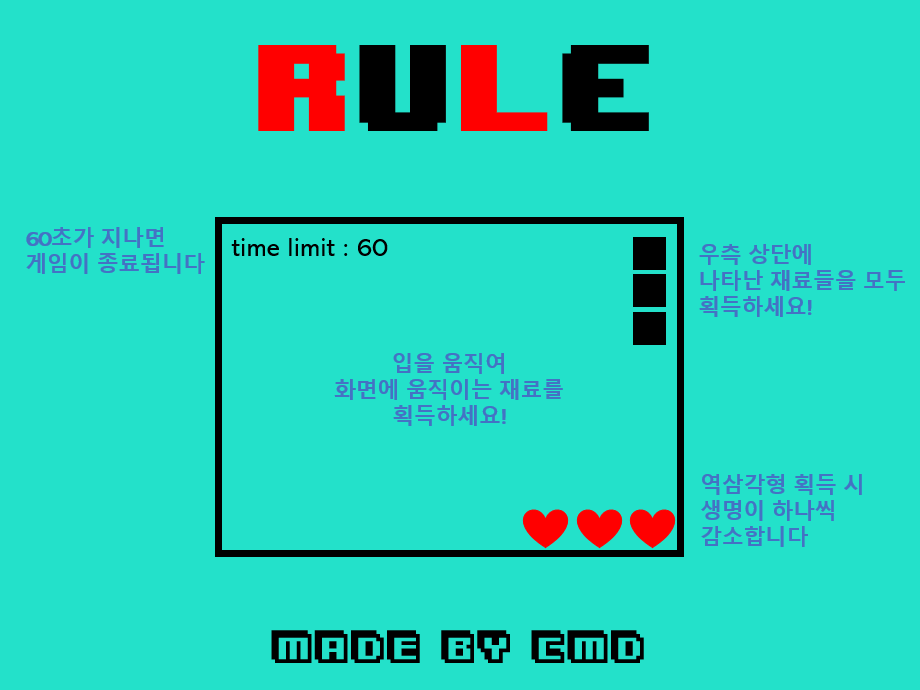 RULE
60초가 지나면
게임이 종료됩니다
time limit : 60
우측 상단에
나타난 재료들을 모두
획득하세요!
입을 움직여
화면에 움직이는 재료를
획득하세요!
역삼각형 획득 시
생명이 하나씩
감소합니다
MADE BY CMD